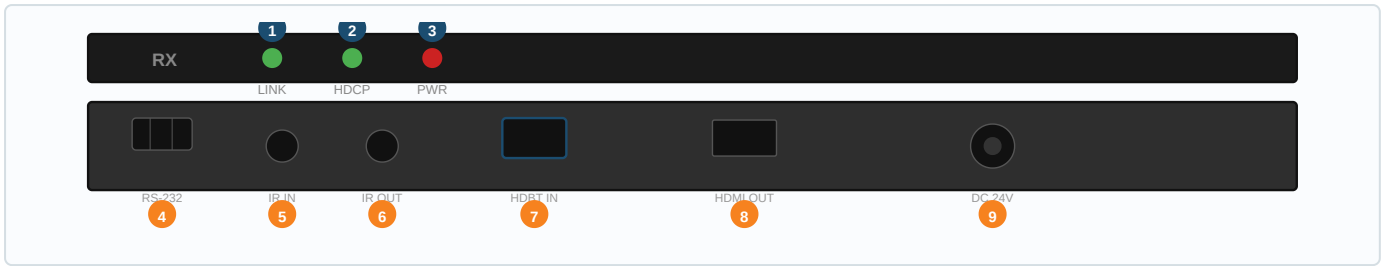 1 2 3
RX
LINK HDCP PWR
RS-232 IR IN IR OUT HDBT IN HDMI OUT DC 24V
4 5 6 7 8 9